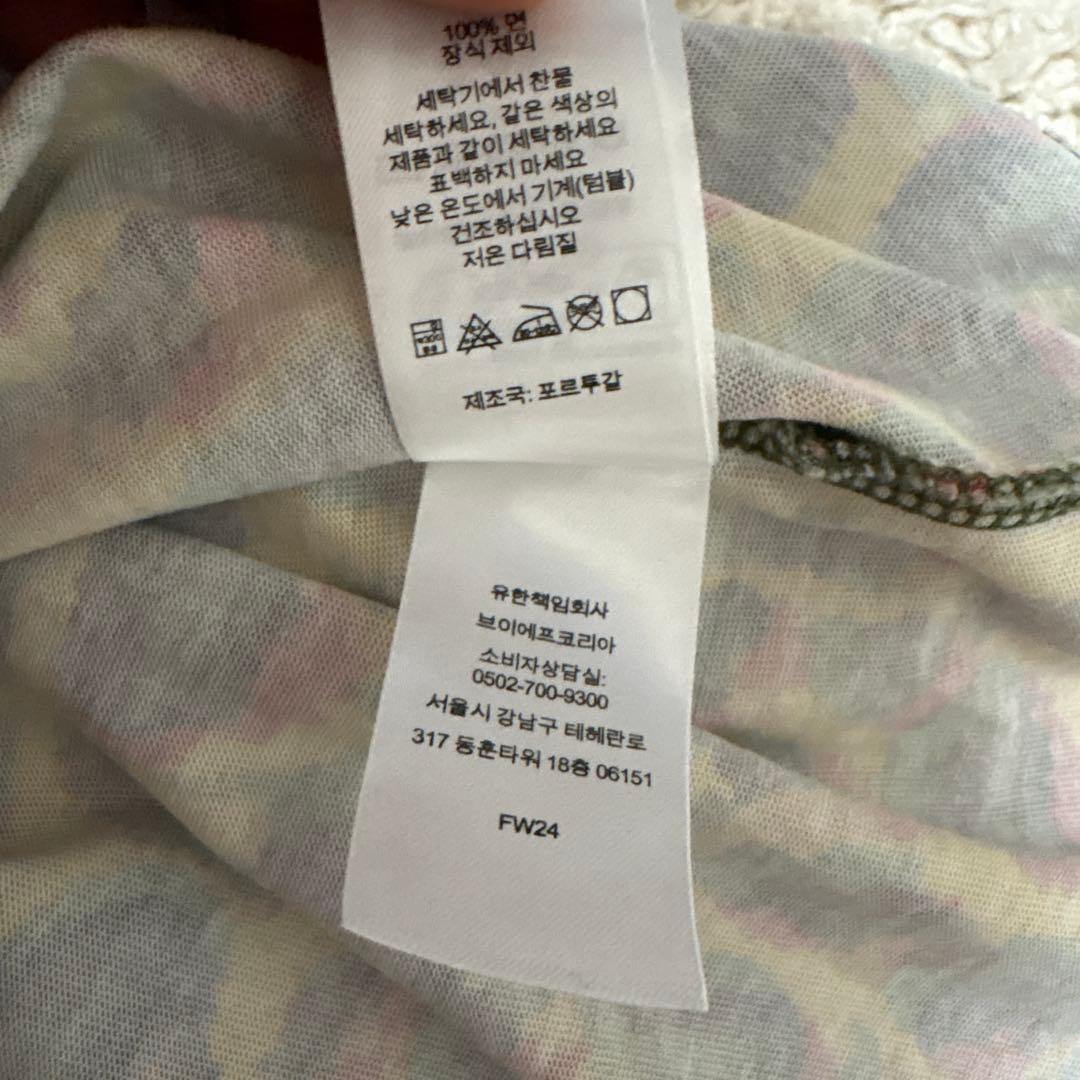 100% 면
장식 제외
세탁기에서 찬물
세탁하세요, 같은 색상의
제품과 같이 세탁하세요
표백하지 마세요
낮은 온도에서 기계(텀블)
건조하십시오
저온 다림질
제조국: 포르투갈
유한책임회사
브이에프코리아
소비자상담실:
0502-700-9300
서울시 강남구 테헤란로
317 동훈타워 18층 06151
FW24